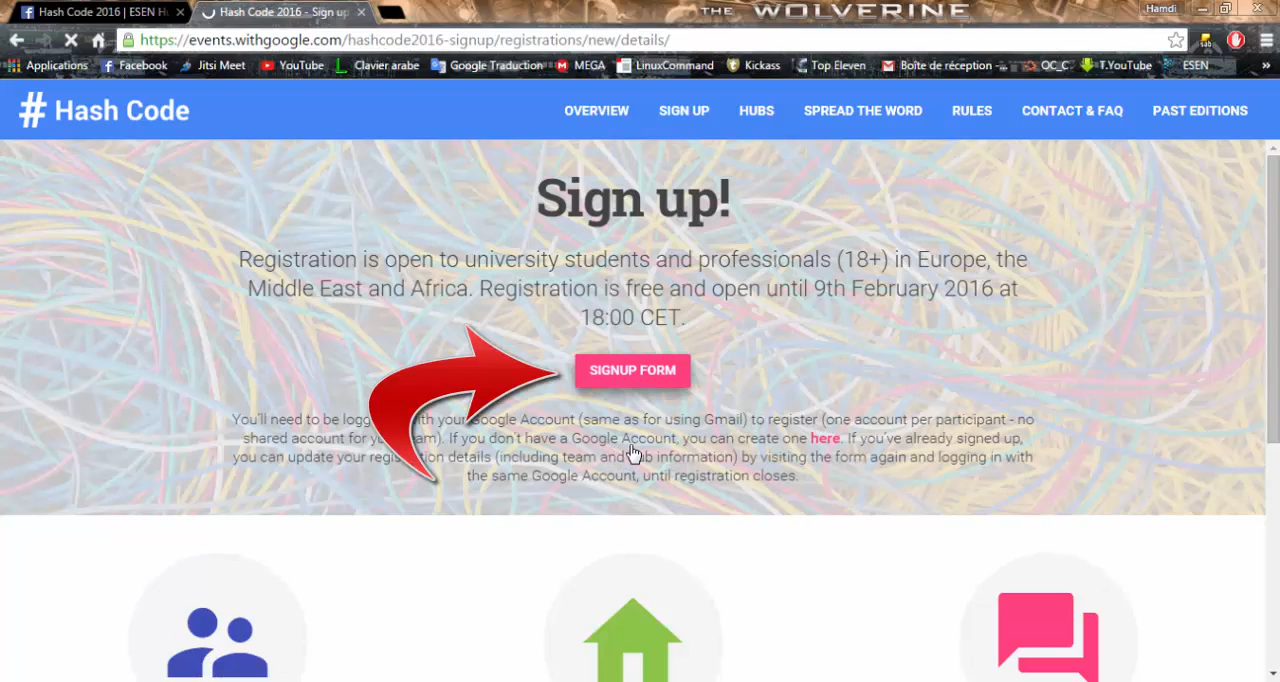 Hash Code 2016 | ESEN H
Hash Code 2016 - Sign up
THE WOLVERINE
Hamdi
https://events.withgoogle.com/hashcode2016-signup/registrations/new/details/
Applications Facebook Jitsi Meet YouTube Clavier arabe Google Traduction MEGA LinuxCommand Kickass Top Eleven Boîte de réception - OC_C T.YouTube ESEN »
# Hash Code
OVERVIEW SIGN UP HUBS SPREAD THE WORD RULES CONTACT & FAQ PAST EDITIONS
Sign up!
Registration is open to university students and professionals (18+) in Europe, the
Middle East and Africa. Registration is free and open until 9th February 2016 at
18:00 CET.
SIGNUP FORM
You'll need to be logg with your Google Account (same as for using Gmail) to register (one account per participant - no
shared account for am). If you don't have a Google Account, you can create one here. If you've already signed up,
you can update your on details (including team and information) by visiting the form again and logging in with
the same Google Account, until registration closes.